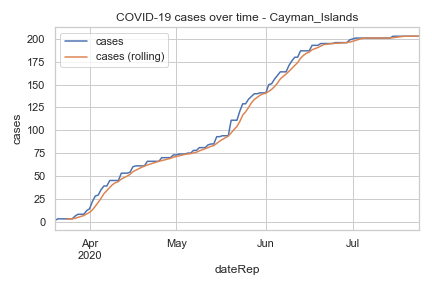 COVID-19 cases over time - Cayman_Islands
cases
cases (rolling)
200
175
150
125
100
75
50
25
0
cases
Apr
2020
May
Jun
Jul
dateRep